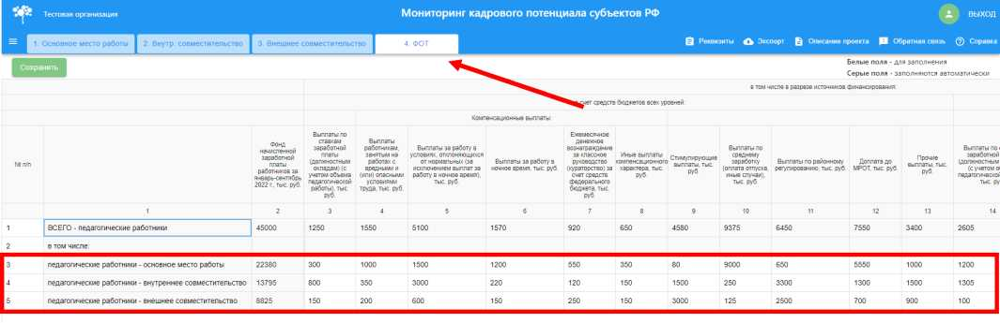 Тестовая организация
Мониторинг кадрового потенциала субъектов РФ
ВЫХОД
1. Основное место работы
2. Внутр. совместительство
3. Внешнее совместительство
4. ФОТ
Реквизиты
Экспорт
Описание проекта
Обратная связь
Справка
Сохранить
Белые поля - для заполнения
Серые поля - заполняются автоматически
в том числе в разрезе источников финансирования:
счет средств бюджетов всех уровней:
Компенсационные выплаты:
№ п/п
Фонд
начисленной
заработной
платы
работников за
январь-сентябрь
2022 г., тыс. руб.
Выплаты по
ставкам
заработной
платы
(должностным
окладам) (с
учетом объема
педагогической
работы), тыс.
руб.
Выплаты
работникам,
занятым на
работах с
вредными и
(или) опасными
условиями
труда, тыс. руб.
Выплаты за работу в
условиях, отклоняющихся
от нормальных (за
исключением выплат за
работу в ночное время),
тыс. руб.
Выплаты за работу в
ночное время, тыс. руб.
Ежемесячное
денежное
вознаграждение
за классное
руководство
(кураторство) за
счет средств
федерального
бюджета, тыс.
руб.
Иные выплаты
компенсационного
характера, тыс.
руб.
Стимулирующие
выплаты, тыс.
руб.
Выплаты по
среднему
заработку
(оплата отпуска,
иные случаи),
тыс. руб.
Выплаты по районному
регулированию, тыс. руб.
Доплата до
МРОТ, тыс. руб.
Прочие
выплаты, тыс.
руб.
Выплаты по
заработной
(должностным
(с учетом
педагогической
тыс.
1 2 3 4 5 6 7 8 9 10 11 12 13 14
1 ВСЕГО - педагогические работники 45000 1250 1550 5100 1570 920 650 4580 9375 6450 7550 3400 2605
2 в том числе:
3 педагогические работники - основное место работы 22380 300 1000 1500 1200 550 350 80 9000 650 5550 1000 1200
4 педагогические работники - внутреннее совместительство 13795 800 350 3000 220 120 150 1500 250 3300 1300 1500 1305
5 педагогические работники - внешнее совместительство 8825 150 200 600 150 250 150 3000 125 2500 700 900 100